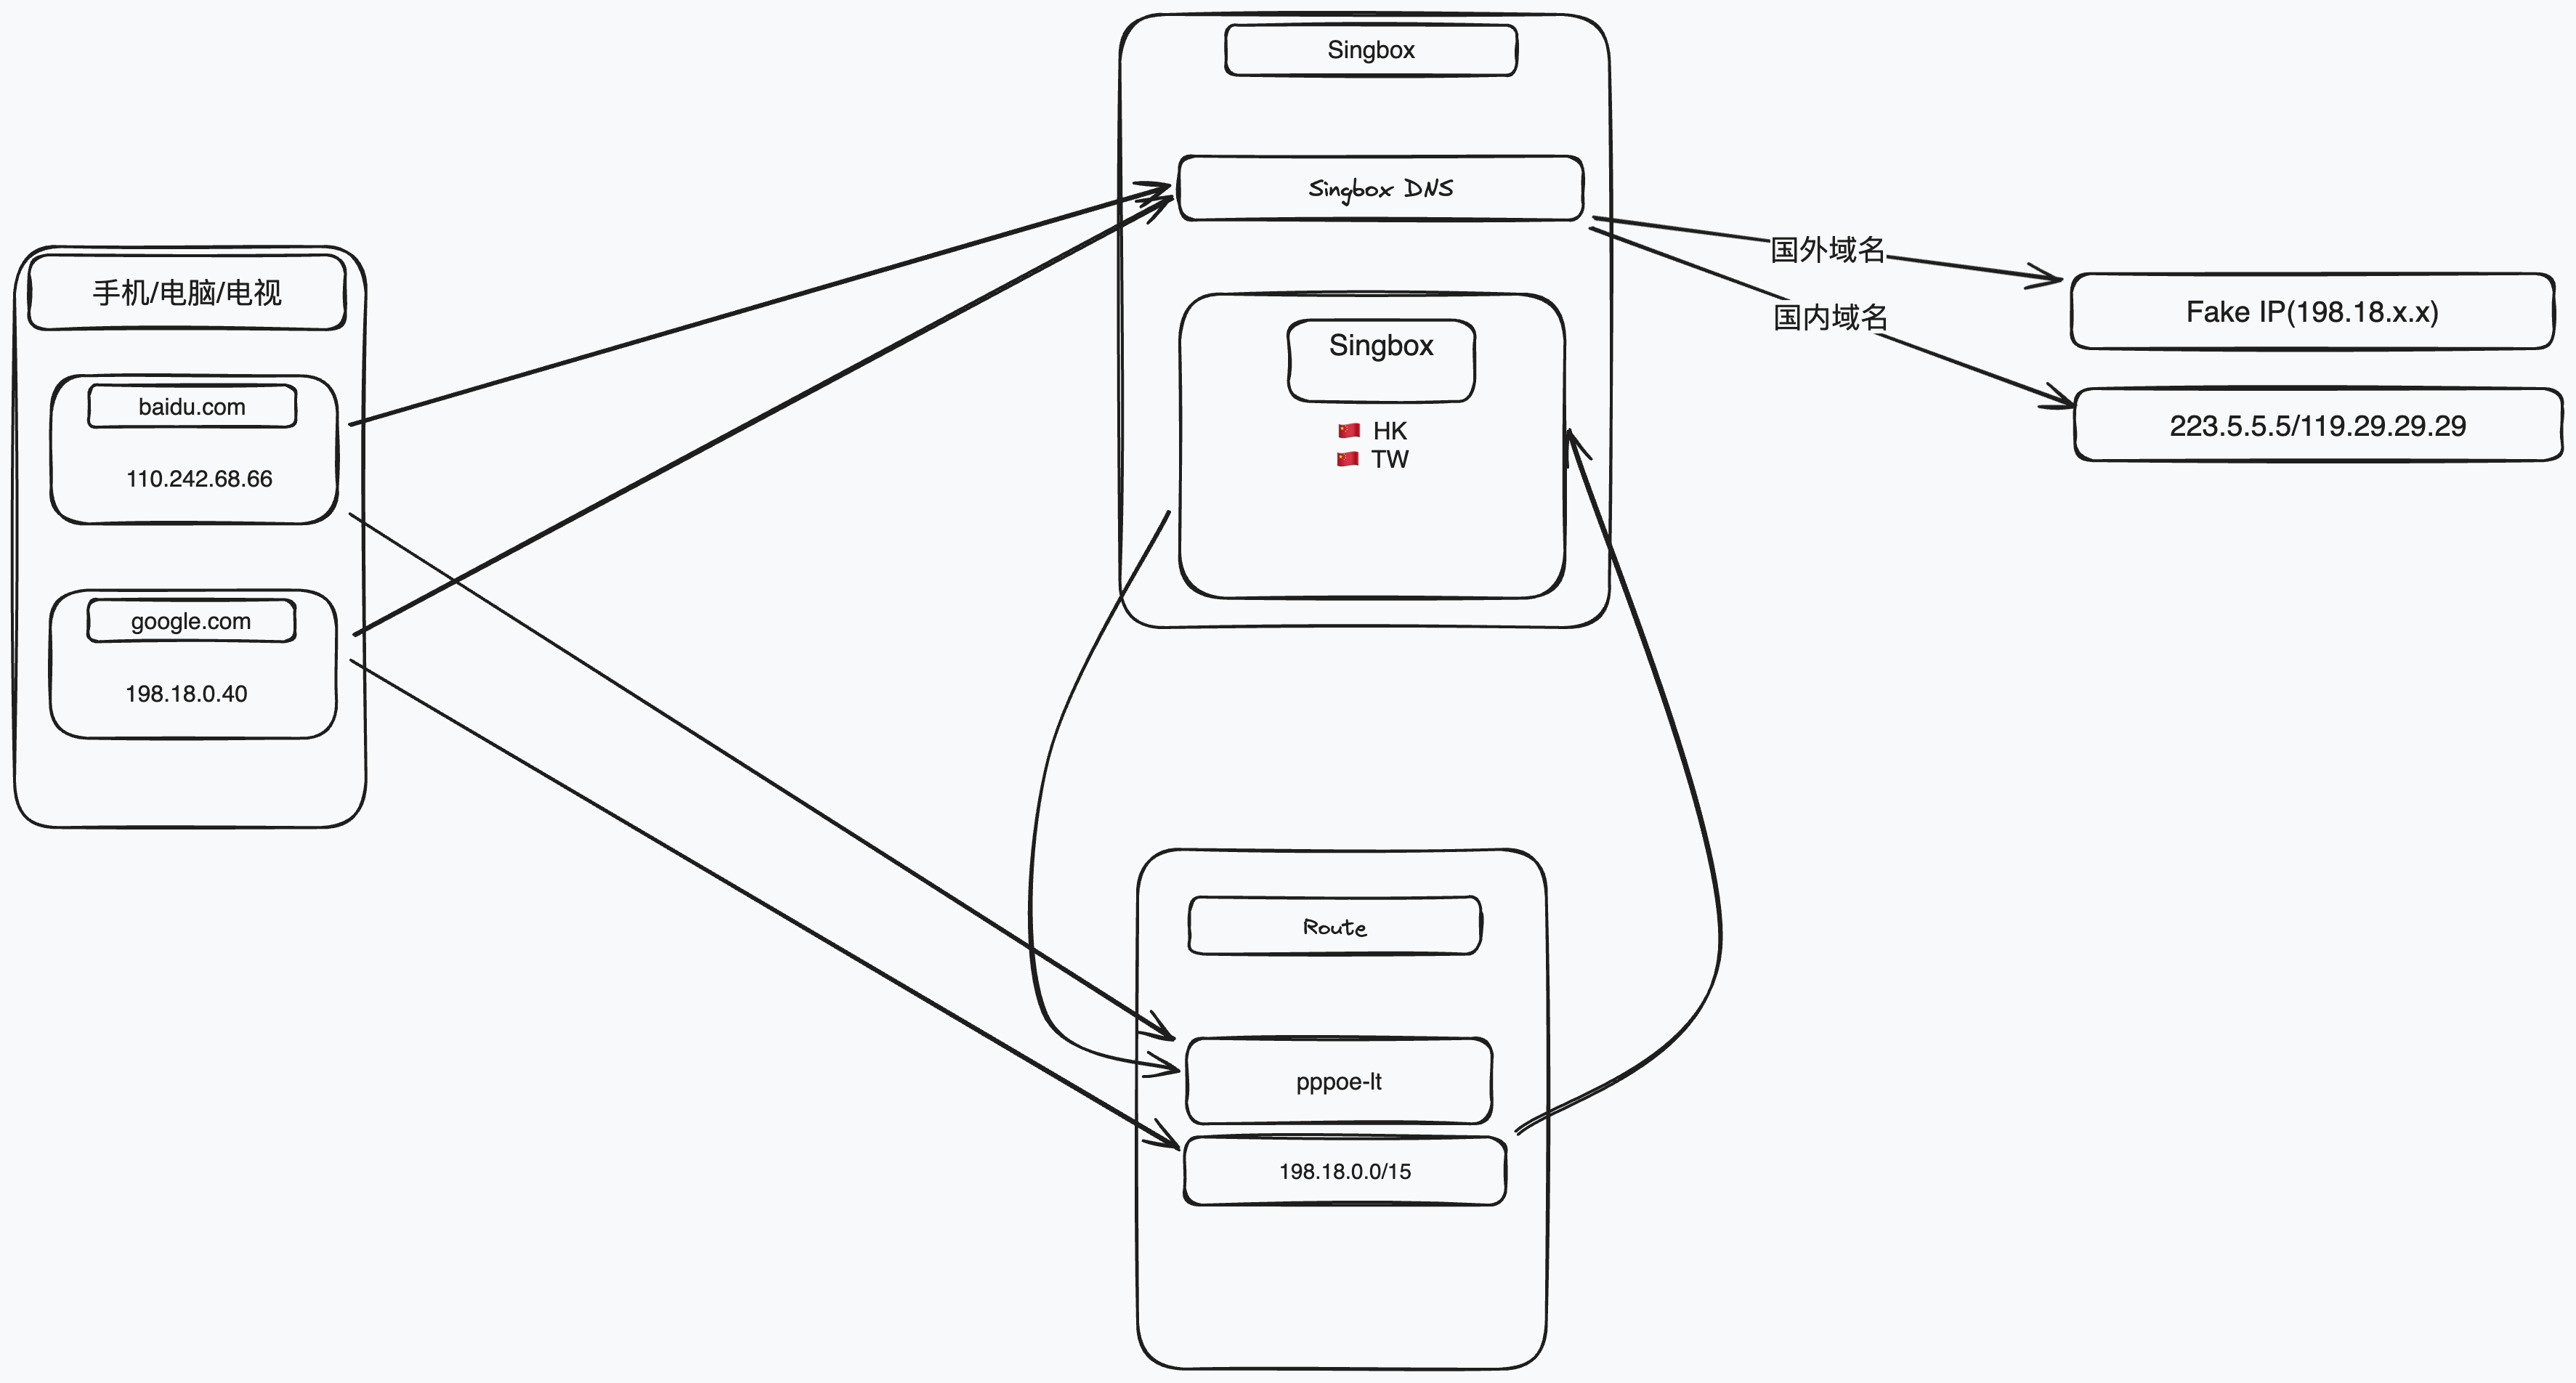 Singbox
Singbox DNS
国外域名
国内域名
Fake IP(198.18.x.x)
223.5.5.5/119.29.29.29
手机/电脑/电视
baidu.com
110.242.68.66
google.com
198.18.0.40
Singbox
🇨🇳 HK
🇨🇳 TW
Route
pppoe-lt
198.18.0.0/15